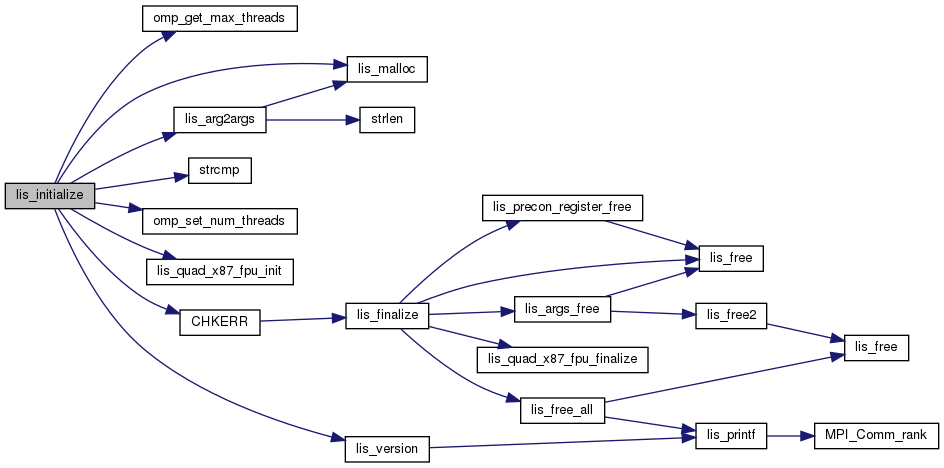 omp_get_max_threads
lis_malloc
lis_arg2args
strlen
strcmp
lis_initialize
omp_set_num_threads
lis_precon_register_free
lis_free
lis_quad_x87_fpu_init
CHKERR
lis_finalize
lis_args_free
lis_free2
lis_quad_x87_fpu_finalize
lis_free
lis_free_all
lis_version
lis_printf
MPI_Comm_rank